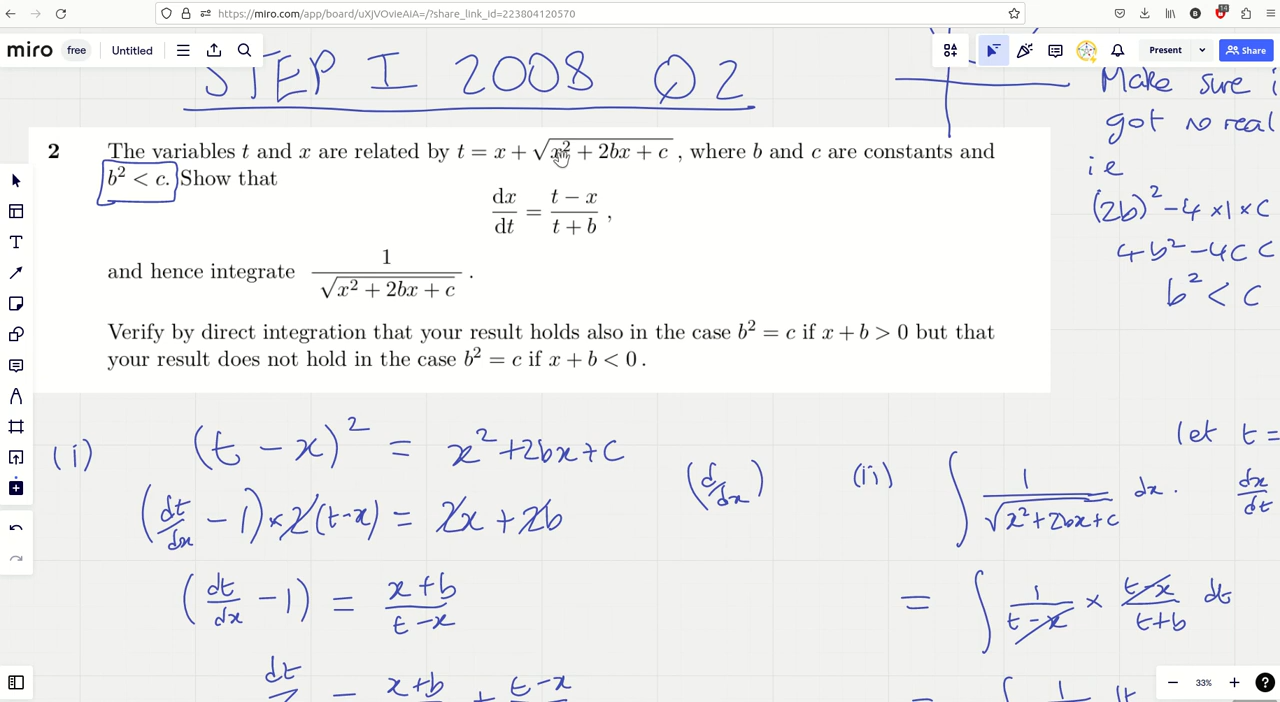 https://miro.com/app/board/uXJVOvieAIA=/?share_link_id=223804120570
14
miro free Untitled
Present Share
STEP I 2008 Q2
Make sure i
got no real
ie
(2b)² - 4 × 1 × C
4b² - 4c <
b² < c
2 The variables t and x are related by t = x + √(x² + 2bx + c) , where b and c are constants and
b² < c. Show that
dx/dt = (t − x)/(t + b) ,
and hence integrate 1/√(x² + 2bx + c) .
Verify by direct integration that your result holds also in the case b² = c if x + b > 0 but that
your result does not hold in the case b² = c if x + b < 0 .
(i) (t - x)² = x² + 2bx + c
(dt/dx - 1) × 2(t-x) = 2x + 2b
(d/dx)
(dt/dx - 1) = (x+b)/(t-x)
dt = x+b + t-x
(ii) ∫ 1/√(x²+2bx+c) dx.
let t =
dx/dt
= ∫ 1/(t-x) × (t-x)/(t+b) dt
= ∫ 1 dt
33%